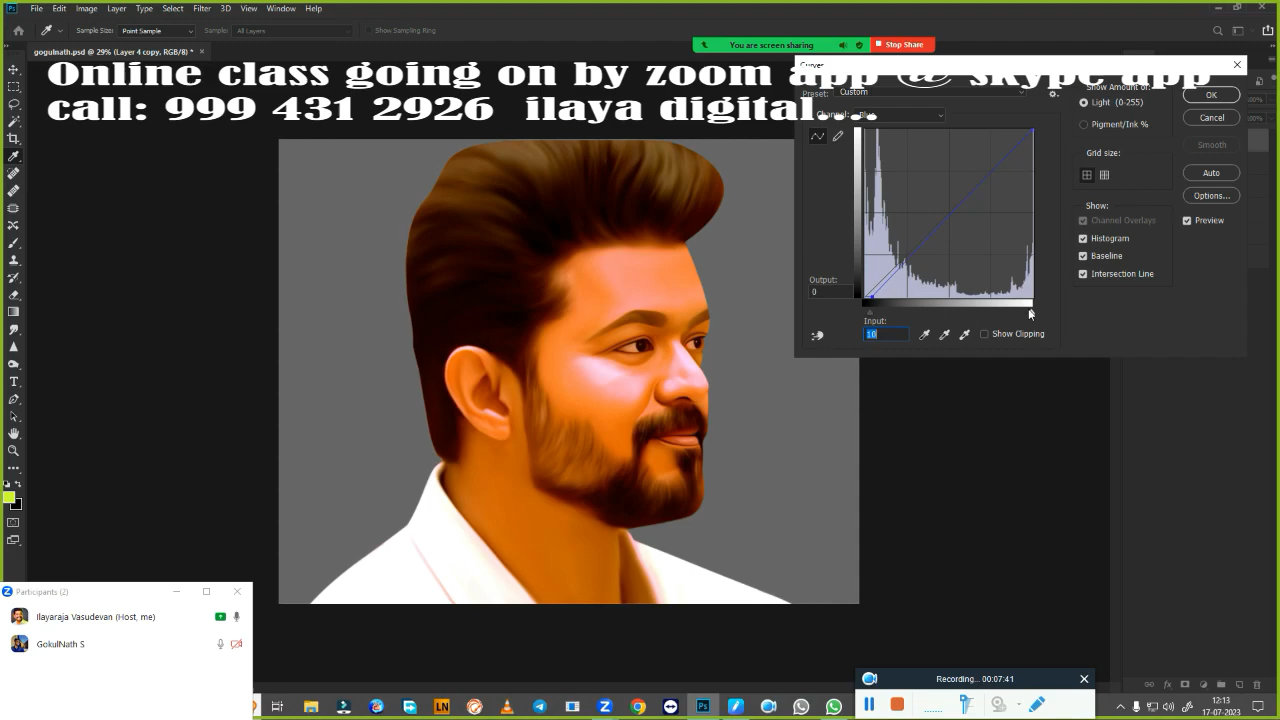 File Edit Image Layer Type Select Filter 3D View Window Help
Sample Size: Point Sample Sample: All Layers Show Sampling Ring
gogulnath.psd @ 29% (Layer 4 copy, RGB/8) *
You are screen sharing Stop Share
Curves
Online class going on by zoom app @ skype app
call: 999 431 2926 ilaya digital...
Preset: Custom
Channel: Blue
Show Amount of:
Light (0-255)
Pigment/Ink %
Grid size:
Show:
Channel Overlays
Histogram
Baseline
Intersection Line
OK
Cancel
Smooth
Auto
Options...
Preview
Output:
0
Input:
10
Show Clipping
Participants (2)
Ilayaraja Vasudevan (Host, me)
GokulNath S
Recording... 00:07:41
12:13
17-07-2023